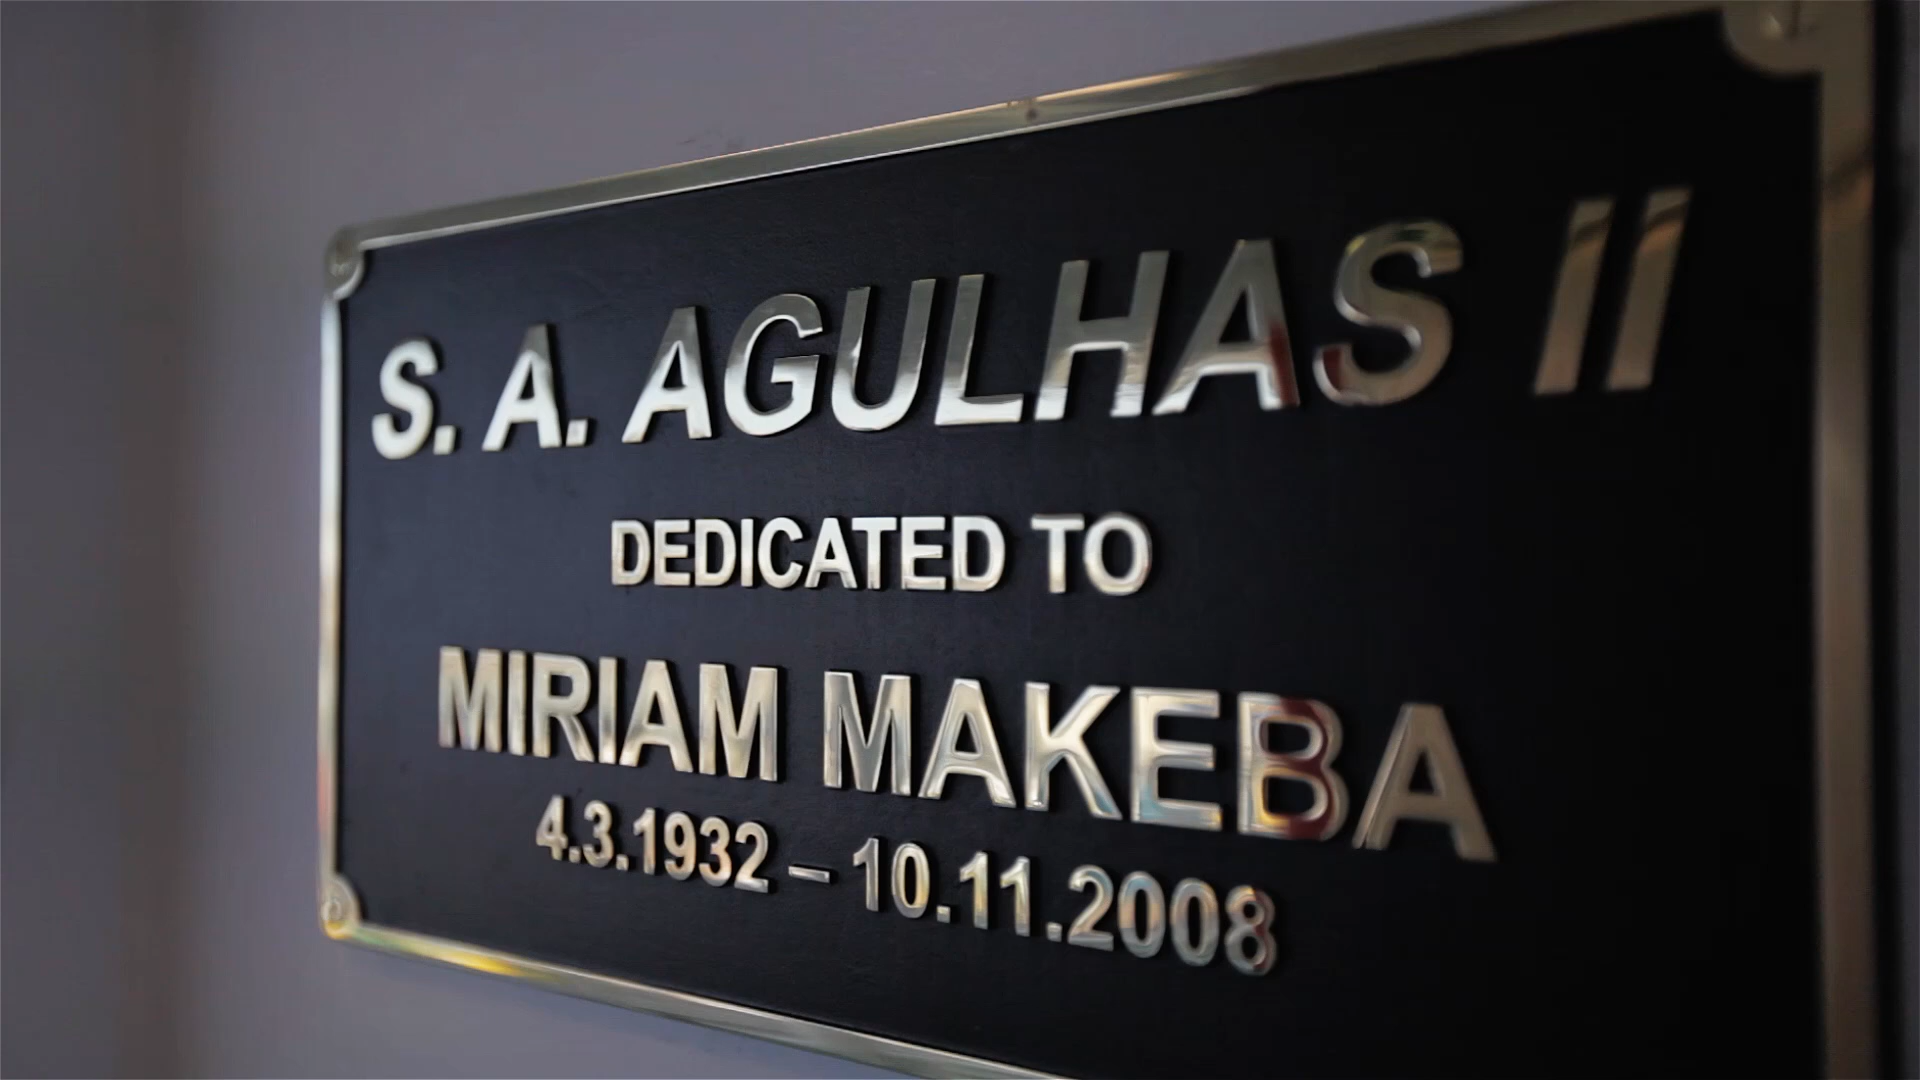 S. A. AGULHAS II
DEDICATED TO
MIRIAM MAKEBA
4.3.1932 – 10.11.2008